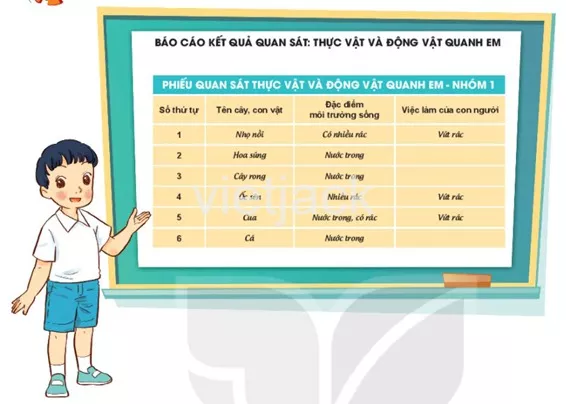 BÁO CÁO KẾT QUẢ QUAN SÁT: THỰC VẬT VÀ ĐỘNG VẬT QUANH EM
PHIẾU QUAN SÁT THỰC VẬT VÀ ĐỘNG VẬT QUANH EM - NHÓM 1
Số thứ tự Tên cây, con vật Đặc điểm môi trường sống Việc làm của con người
1 Nhọ nồi Có nhiều rác Vứt rác
2 Hoa súng Nước trong
3 Cây rong Nước trong
4 Ốc sên Nhiều rác Vứt rác
5 Cua Nước trong, có rác Vứt rác
6 Cá Nước trong
vietjack